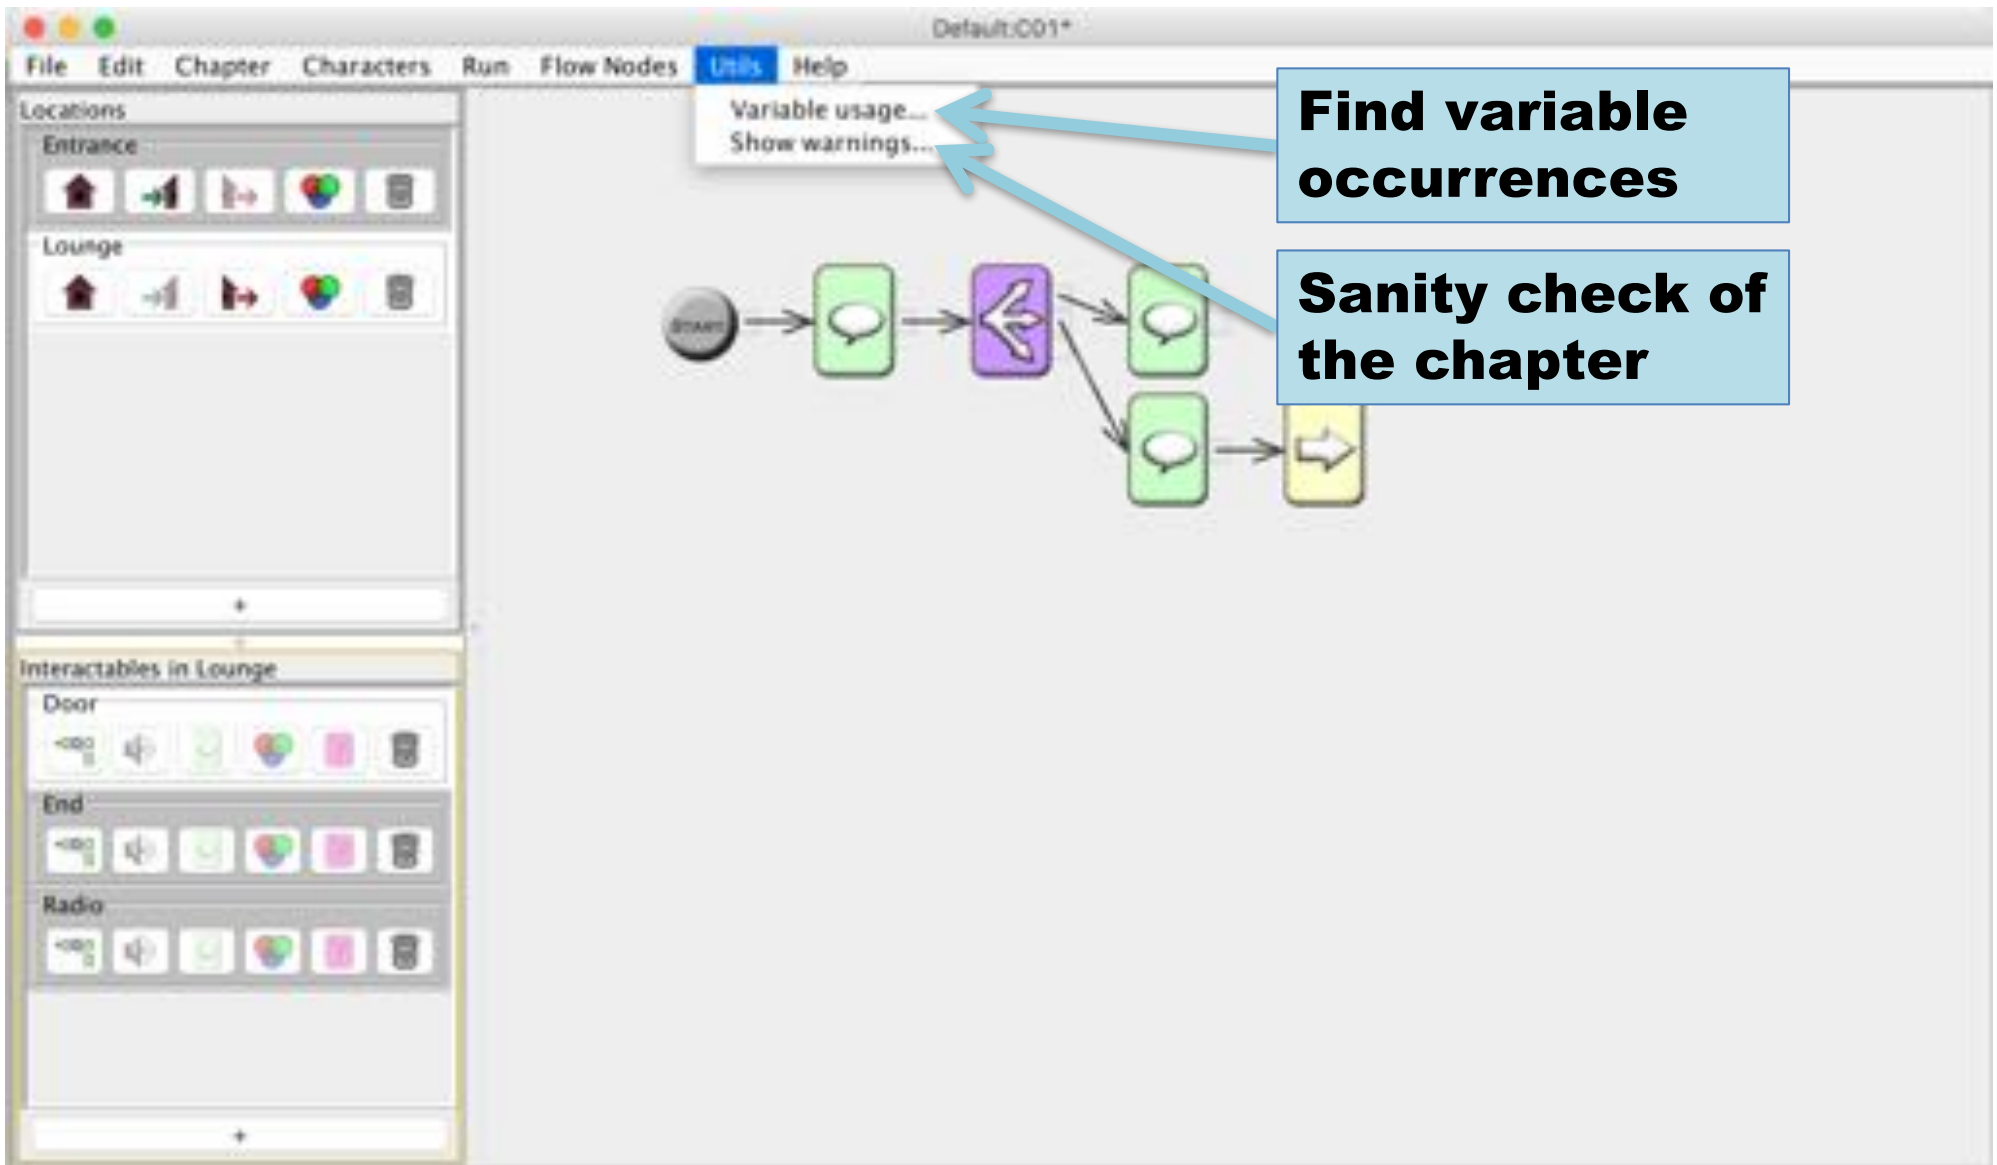 Default:C01*
File Edit Chapter Characters Run Flow Nodes Utils Help
Variable usage...
Show warnings...
Find variable
occurrences
Sanity check of
the chapter
Locations
Entrance
Lounge
START
+
Interactables in Lounge
Door
End
Radio
+